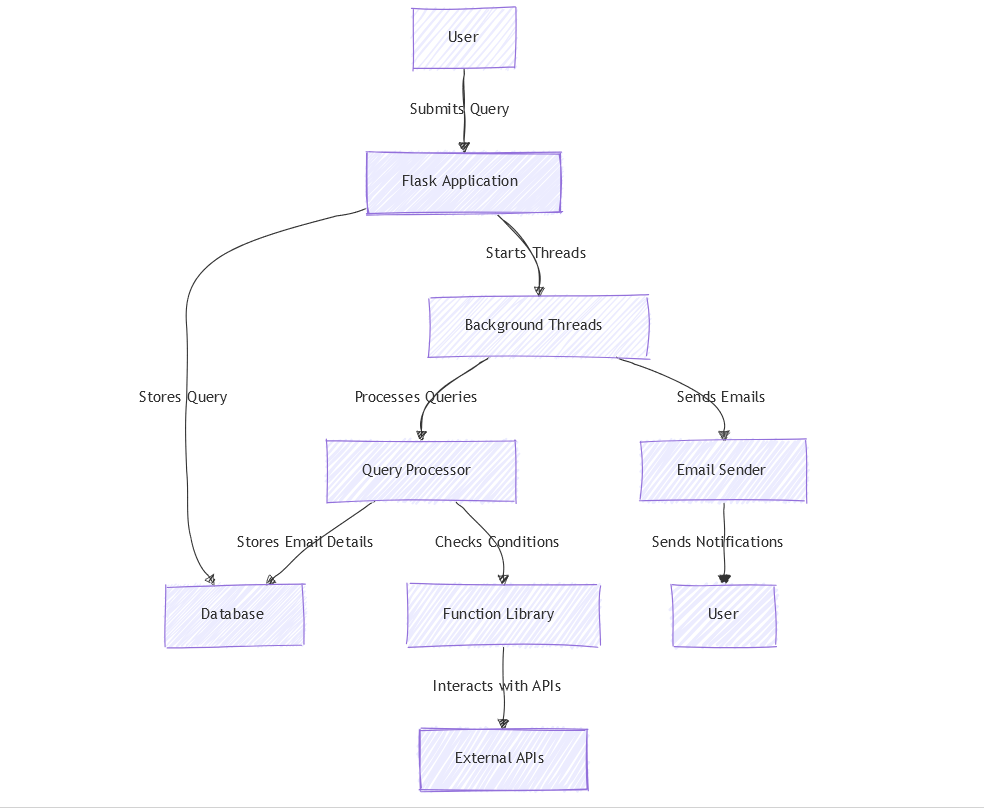 User
Submits Query
Flask Application
Starts Threads
Background Threads
Stores Query
Processes Queries
Sends Emails
Query Processor
Email Sender
Stores Email Details
Checks Conditions
Sends Notifications
Database
Function Library
User
Interacts with APIs
External APIs